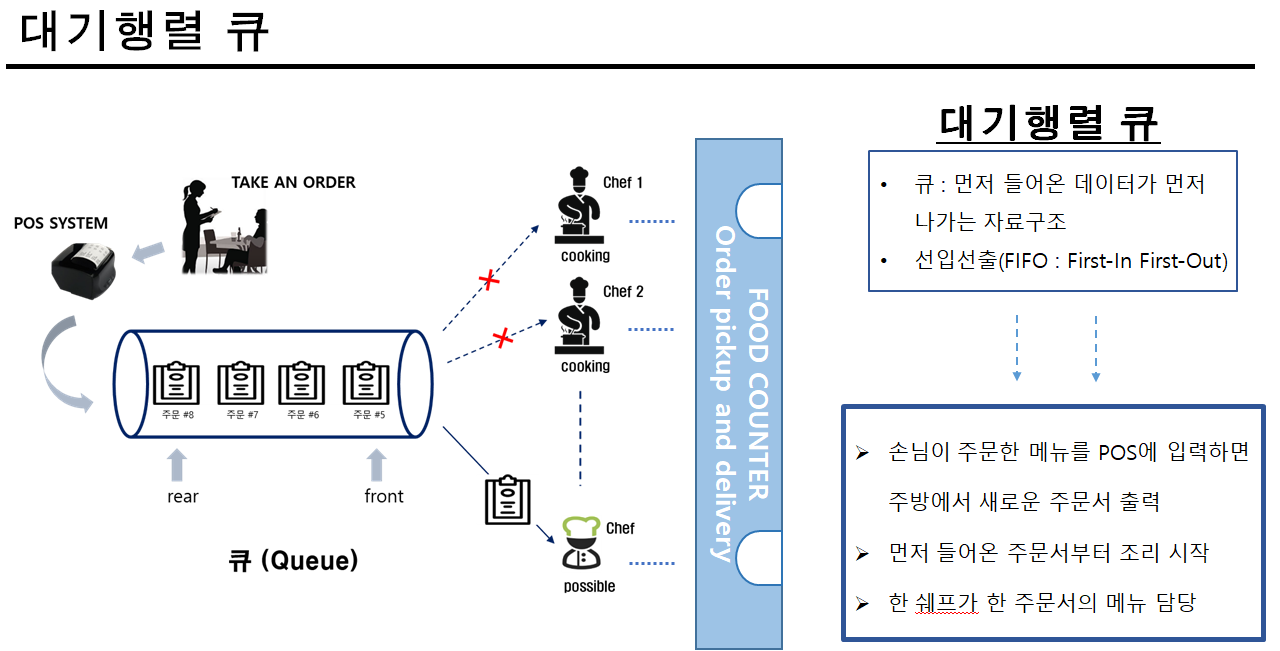 대기행렬 큐
TAKE AN ORDER
POS SYSTEM
주문 #8
주문 #7
주문 #6
주문 #5
rear
front
큐 (Queue)
Chef 1
cooking
Chef 2
cooking
Chef
possible
FOOD COUNTER
Order pickup and delivery
대기행렬 큐
• 큐 : 먼저 들어온 데이터가 먼저
나가는 자료구조
• 선입선출(FIFO : First-In First-Out)
➢ 손님이 주문한 메뉴를 POS에 입력하면
주방에서 새로운 주문서 출력
➢ 먼저 들어온 주문서부터 조리 시작
➢ 한 쉐프가 한 주문서의 메뉴 담당